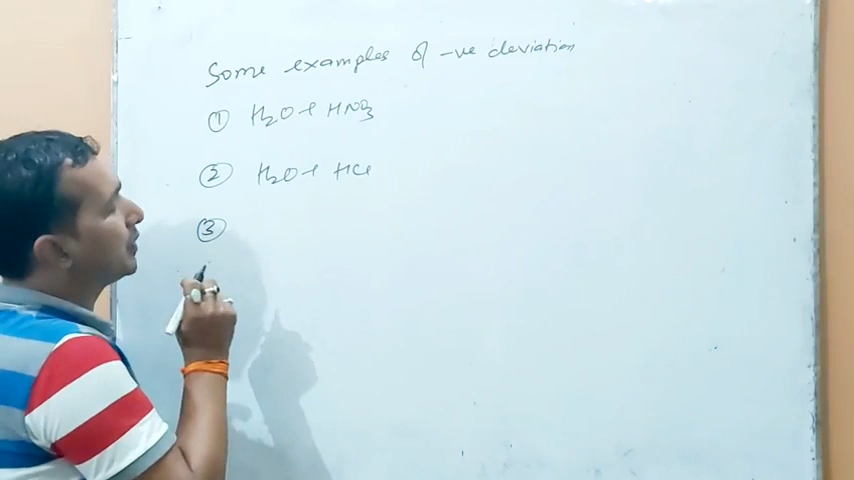 Some examples of -ve deviation
① H₂O + HNO₃
② H₂O + HCl
③